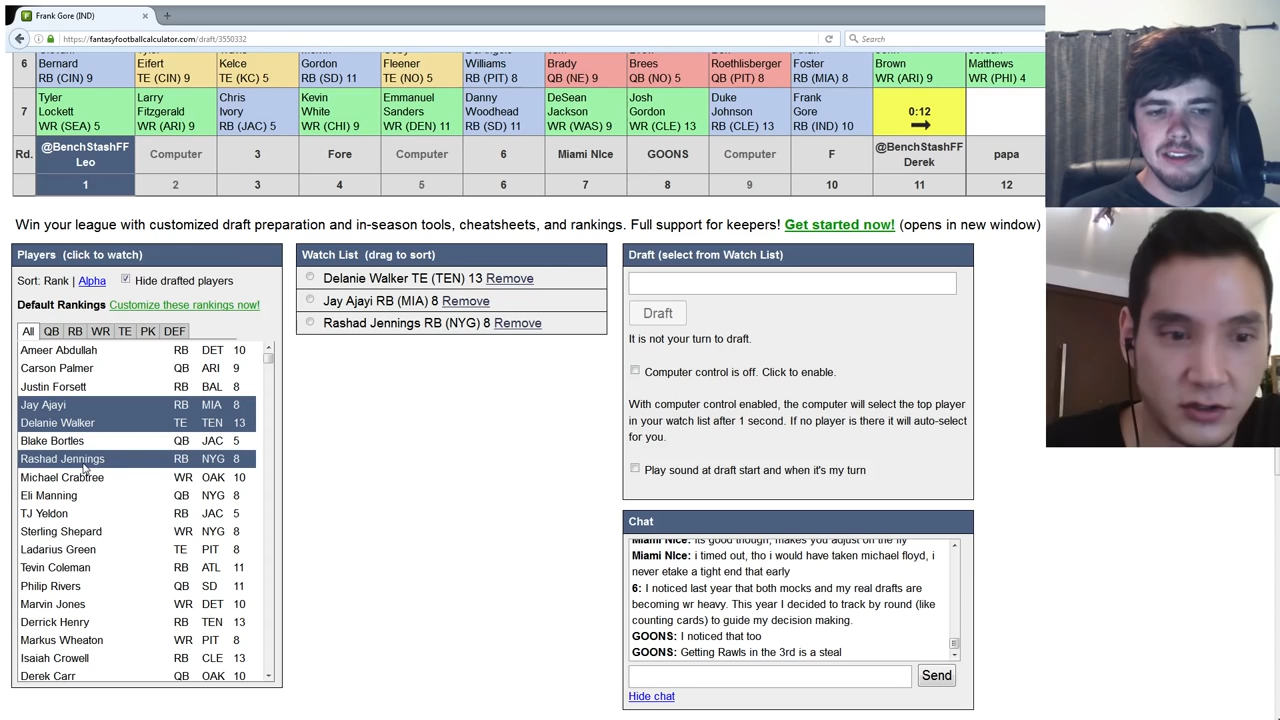 Frank Gore (IND)
https://fantasyfootballcalculator.com/draft/3550332
Search
6 Bernard Eifert Kelce Gordon Fleener Williams Brady Brees Roethlisberger Foster Brown Matthews
RB (CIN) 9 TE (CIN) 9 TE (KC) 5 RB (SD) 11 TE (NO) 5 RB (PIT) 8 QB (NE) 9 QB (NO) 5 QB (PIT) 8 RB (MIA) 8 WR (ARI) 9 WR (PHI) 4
Tyler Larry Chris Kevin Emmanuel Danny DeSean Josh Duke Frank
7 Lockett Fitzgerald Ivory White Sanders Woodhead Jackson Gordon Johnson Gore 0:12
WR (SEA) 5 WR (ARI) 9 RB (JAC) 5 WR (CHI) 9 WR (DEN) 11 RB (SD) 11 WR (WAS) 9 WR (CLE) 13 RB (CLE) 13 RB (IND) 10
Rd. @BenchStashFF Leo Computer 3 Fore Computer 6 Miami NIce GOONS Computer F @BenchStashFF Derek papa
1 2 3 4 5 6 7 8 9 10 11 12
Win your league with customized draft preparation and in-season tools, cheatsheets, and rankings. Full support for keepers! Get started now! (opens in new window)
Players (click to watch)
Sort: Rank | Alpha Hide drafted players
Default Rankings Customize these rankings now!
All QB RB WR TE PK DEF
Ameer Abdullah RB DET 10
Carson Palmer QB ARI 9
Justin Forsett RB BAL 8
Jay Ajayi RB MIA 8
Delanie Walker TE TEN 13
Blake Bortles QB JAC 5
Rashad Jennings RB NYG 8
Michael Crabtree WR OAK 10
Eli Manning QB NYG 8
TJ Yeldon RB JAC 5
Sterling Shepard WR NYG 8
Ladarius Green TE PIT 8
Tevin Coleman RB ATL 11
Philip Rivers QB SD 11
Marvin Jones WR DET 10
Derrick Henry RB TEN 13
Markus Wheaton WR PIT 8
Isaiah Crowell RB CLE 13
Derek Carr QB OAK 10
Watch List (drag to sort)
Delanie Walker TE (TEN) 13 Remove
Jay Ajayi RB (MIA) 8 Remove
Rashad Jennings RB (NYG) 8 Remove
Draft (select from Watch List)
Draft
It is not your turn to draft.
Computer control is off. Click to enable.
With computer control enabled, the computer will select the top player
in your watch list after 1 second. If no player is there it will auto-select
for you.
Play sound at draft start and when it's my turn
Chat
Miami NIce: its good though, makes you adjust on the fly
Miami NIce: i timed out, tho i would have taken michael floyd, i
never etake a tight end that early
6: I noticed last year that both mocks and my real drafts are
becoming wr heavy. This year I decided to track by round (like
counting cards) to guide my decision making.
GOONS: I noticed that too
GOONS: Getting Rawls in the 3rd is a steal
Send
Hide chat